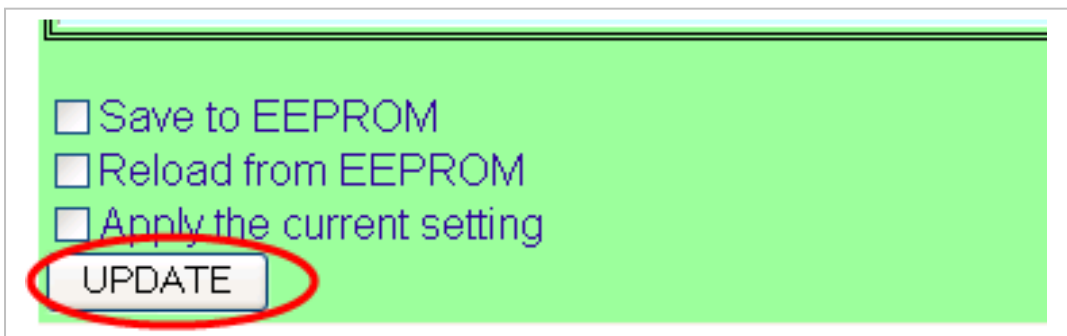 Save to EEPROM
Reload from EEPROM
Apply the current setting
UPDATE